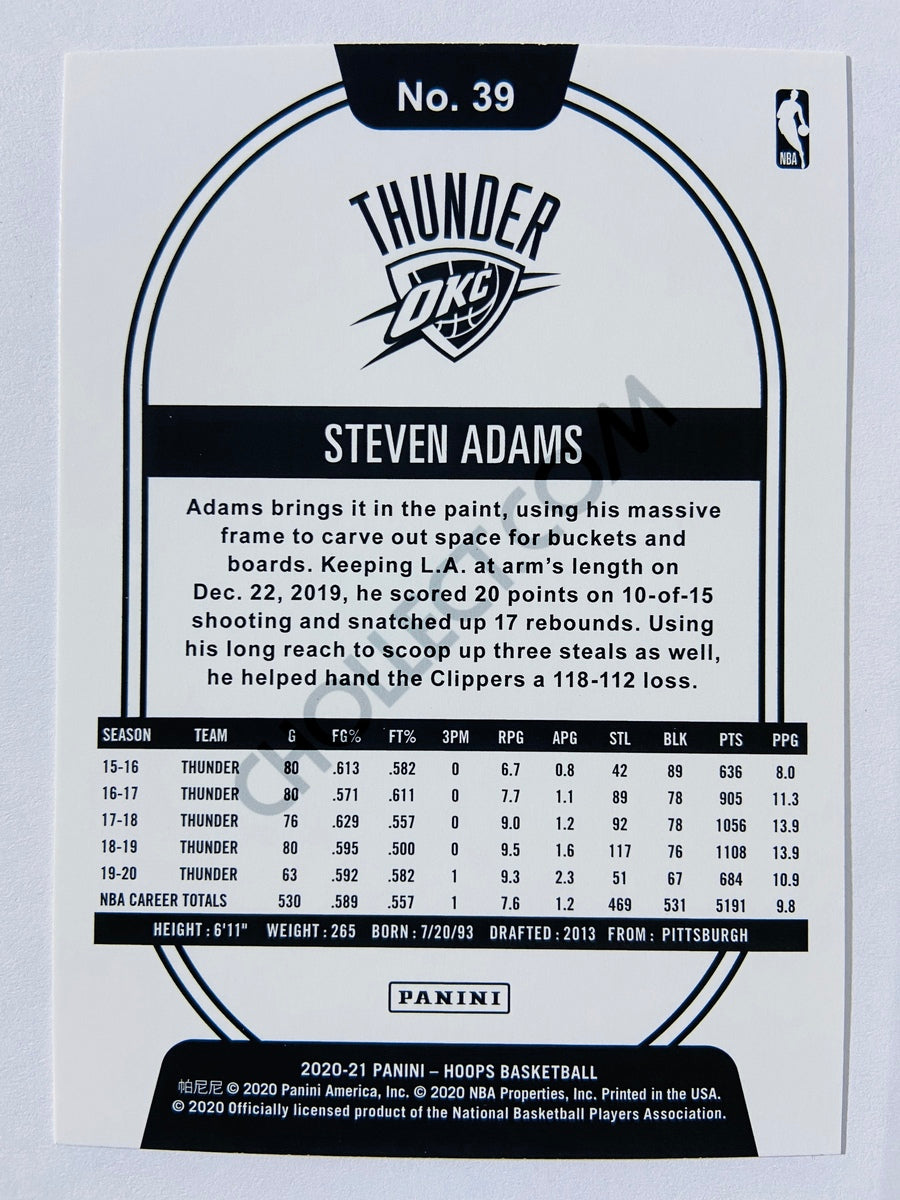 No. 39
NBA
THUNDER
OKC
STEVEN ADAMS
Adams brings it in the paint, using his massive
frame to carve out space for buckets and
boards. Keeping L.A. at arm's length on
Dec. 22, 2019, he scored 20 points on 10-of-15
shooting and snatched up 17 rebounds. Using
his long reach to scoop up three steals as well,
he helped hand the Clippers a 118-112 loss.
CHOLLECT.COM
SEASON TEAM G FG% FT% 3PM RPG APG STL BLK PTS PPG
15-16 THUNDER 80 .613 .582 0 6.7 0.8 42 89 636 8.0
16-17 THUNDER 80 .571 .611 0 7.7 1.1 89 78 905 11.3
17-18 THUNDER 76 .629 .557 0 9.0 1.2 92 78 1056 13.9
18-19 THUNDER 80 .595 .500 0 9.5 1.6 117 76 1108 13.9
19-20 THUNDER 63 .592 .582 1 9.3 2.3 51 67 684 10.9
NBA CAREER TOTALS 530 .589 .557 1 7.6 1.2 469 531 5191 9.8
HEIGHT: 6'11" WEIGHT: 265 BORN: 7/20/93 DRAFTED: 2013 FROM: PITTSBURGH
PANINI
2020-21 PANINI – HOOPS BASKETBALL
帕尼尼 © 2020 Panini America, Inc. © 2020 NBA Properties, Inc. Printed in the USA.
© 2020 Officially licensed product of the National Basketball Players Association.